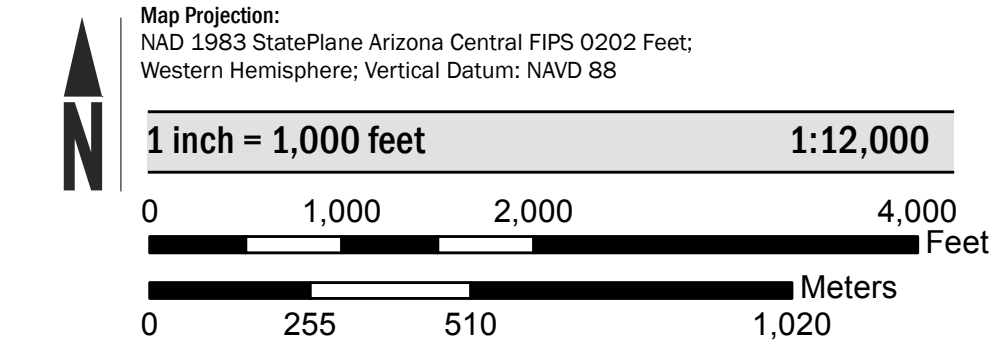 Map Projection:
NAD 1983 StatePlane Arizona Central FIPS 0202 Feet;
Western Hemisphere; Vertical Datum: NAVD 88
N
1 inch = 1,000 feet 1:12,000
0 1,000 2,000 4,000
Feet
Meters
0 255 510 1,020